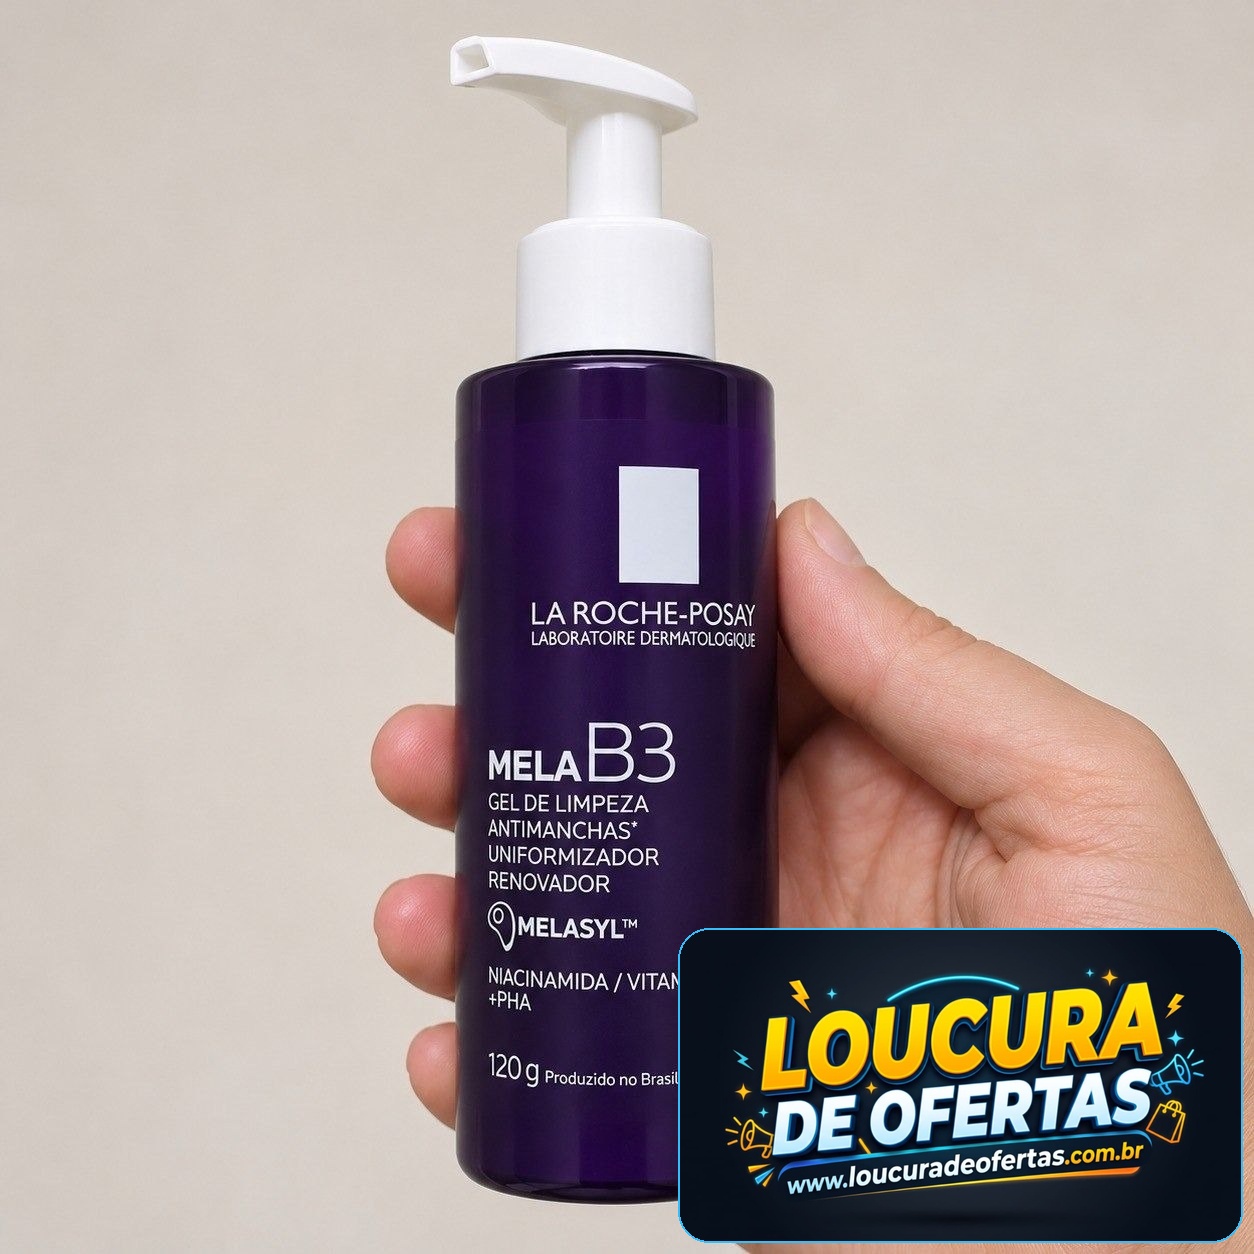 LA ROCHE-POSAY
LABORATOIRE DERMATOLOGIQUE
MELA B3
GEL DE LIMPEZA
ANTIMANCHAS*
UNIFORMIZADOR
RENOVADOR
MELASYL™
NIACINAMIDA /
+PHA
120 g Produzido no Brasil
LOUCURA
DE OFERTAS
www.loucuradeofertas.com.br